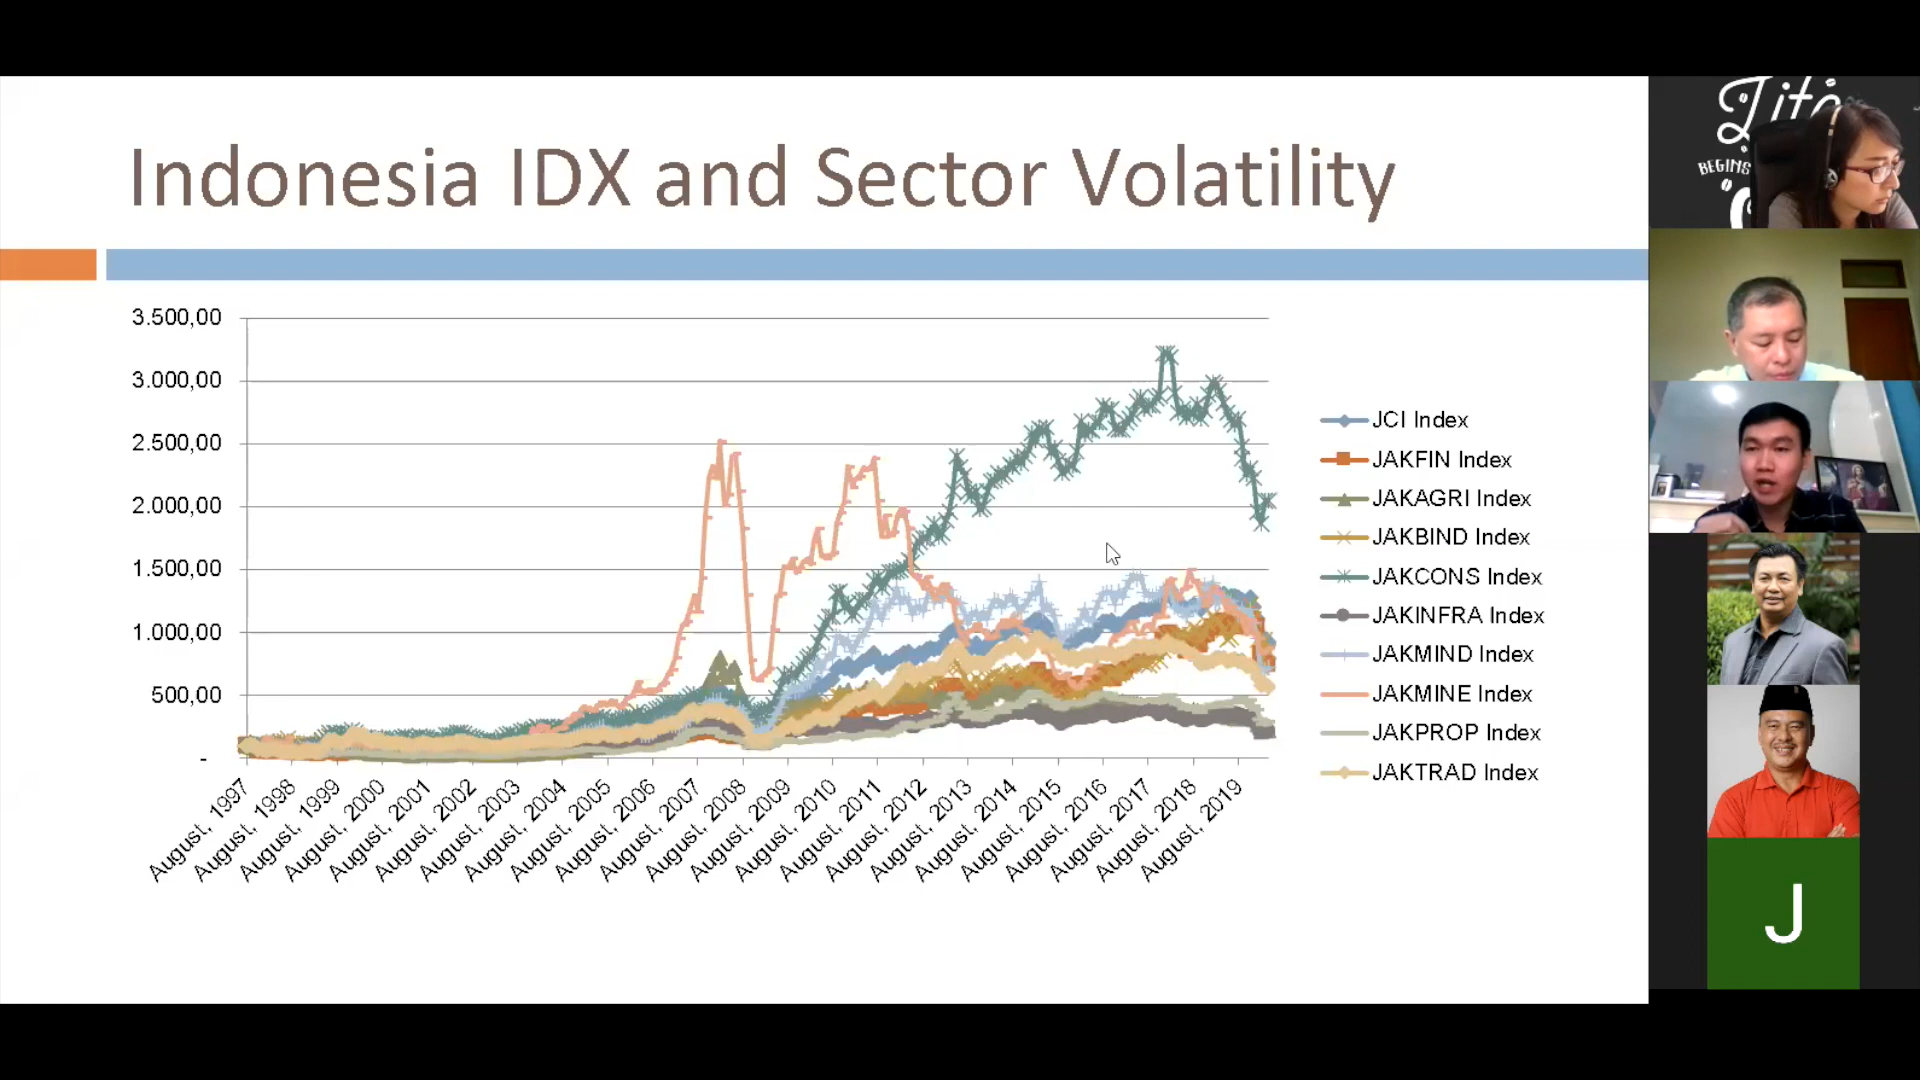 Indonesia IDX and Sector Volatility
3.500,00
3.000,00
2.500,00
2.000,00
1.500,00
1.000,00
500,00
-
August, 1997
August, 1998
August, 1999
August, 2000
August, 2001
August, 2002
August, 2003
August, 2004
August, 2005
August, 2006
August, 2007
August, 2008
August, 2009
August, 2010
August, 2011
August, 2012
August, 2013
August, 2014
August, 2015
August, 2016
August, 2017
August, 2018
August, 2019
JCI Index
JAKFIN Index
JAKAGRI Index
JAKBIND Index
JAKCONS Index
JAKINFRA Index
JAKMIND Index
JAKMINE Index
JAKPROP Index
JAKTRAD Index
BEGINS
J